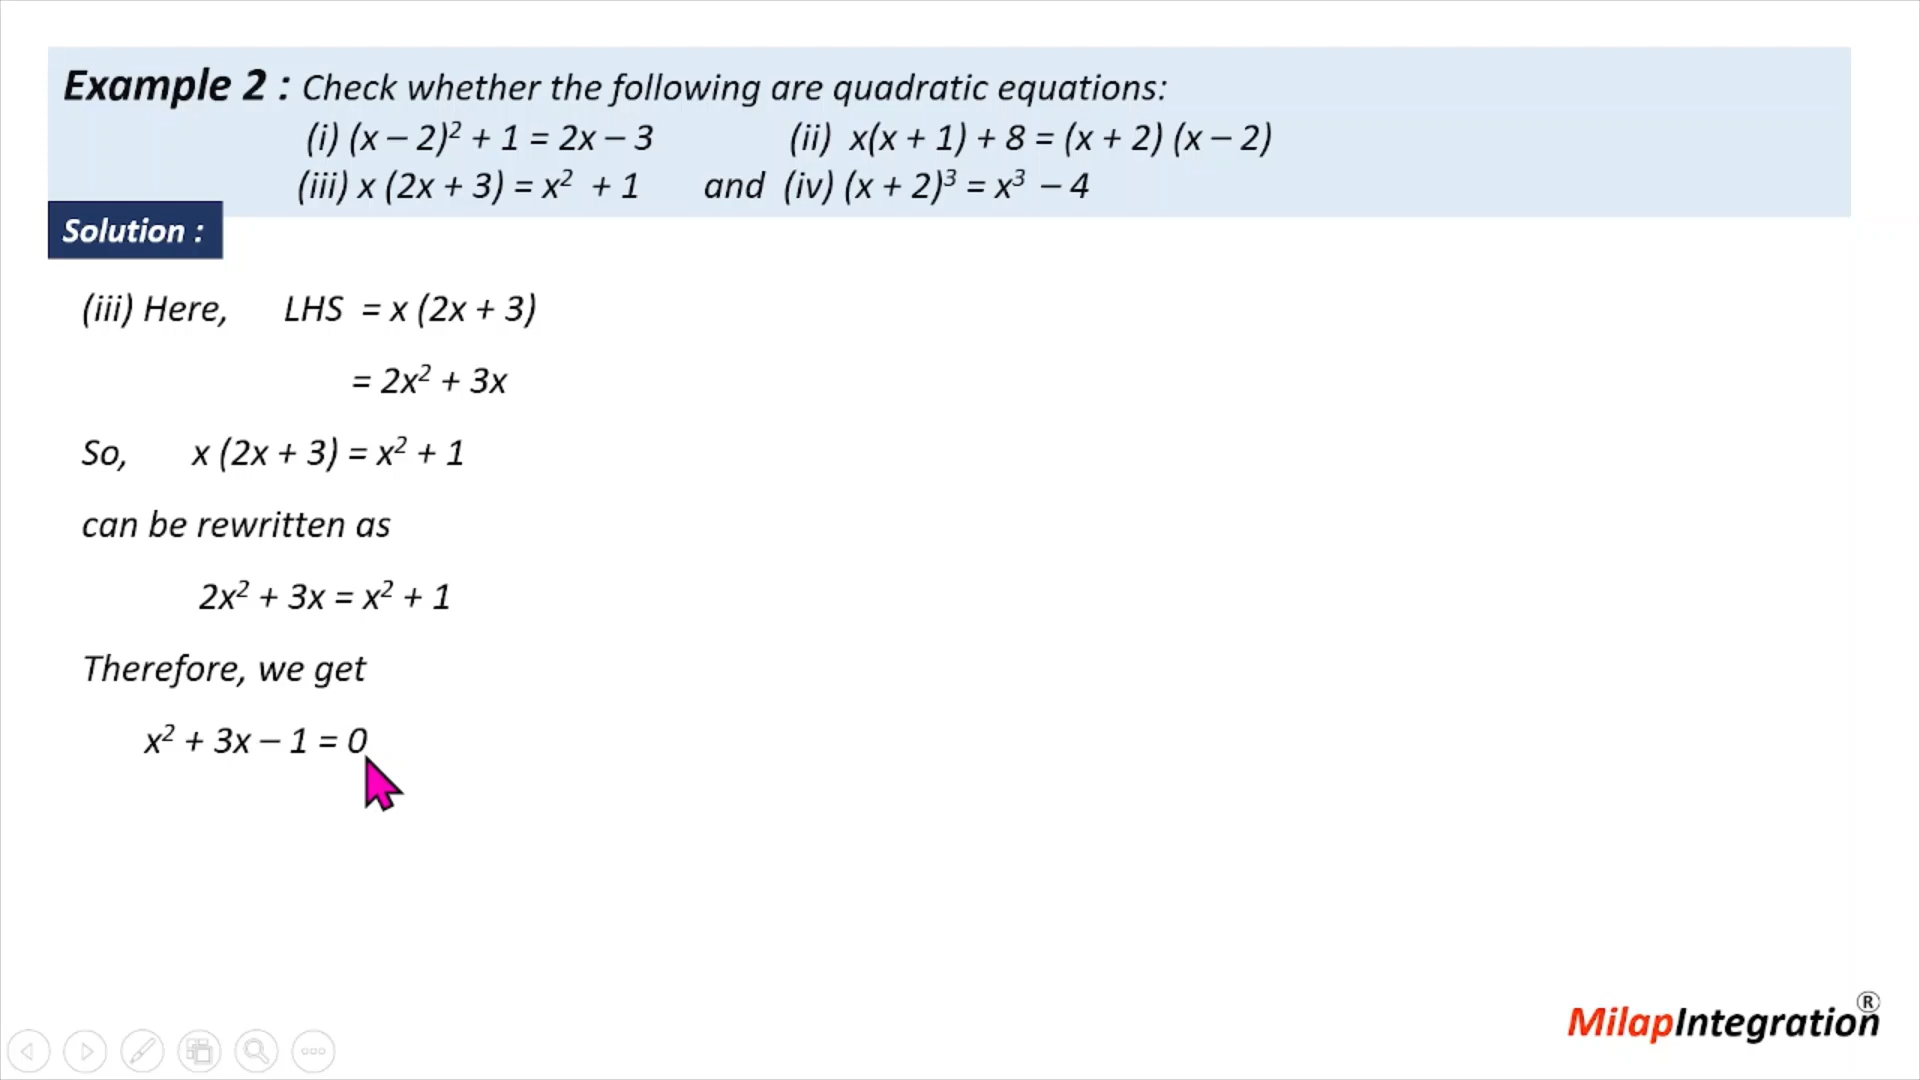 Example 2 : Check whether the following are quadratic equations:
(i) (x – 2)² + 1 = 2x – 3 (ii) x(x + 1) + 8 = (x + 2) (x – 2)
(iii) x (2x + 3) = x² + 1 and (iv) (x + 2)³ = x³ – 4
Solution :
(iii) Here, LHS = x (2x + 3)
= 2x² + 3x
So, x (2x + 3) = x² + 1
can be rewritten as
2x² + 3x = x² + 1
Therefore, we get
x² + 3x – 1 = 0
MilapIntegration®